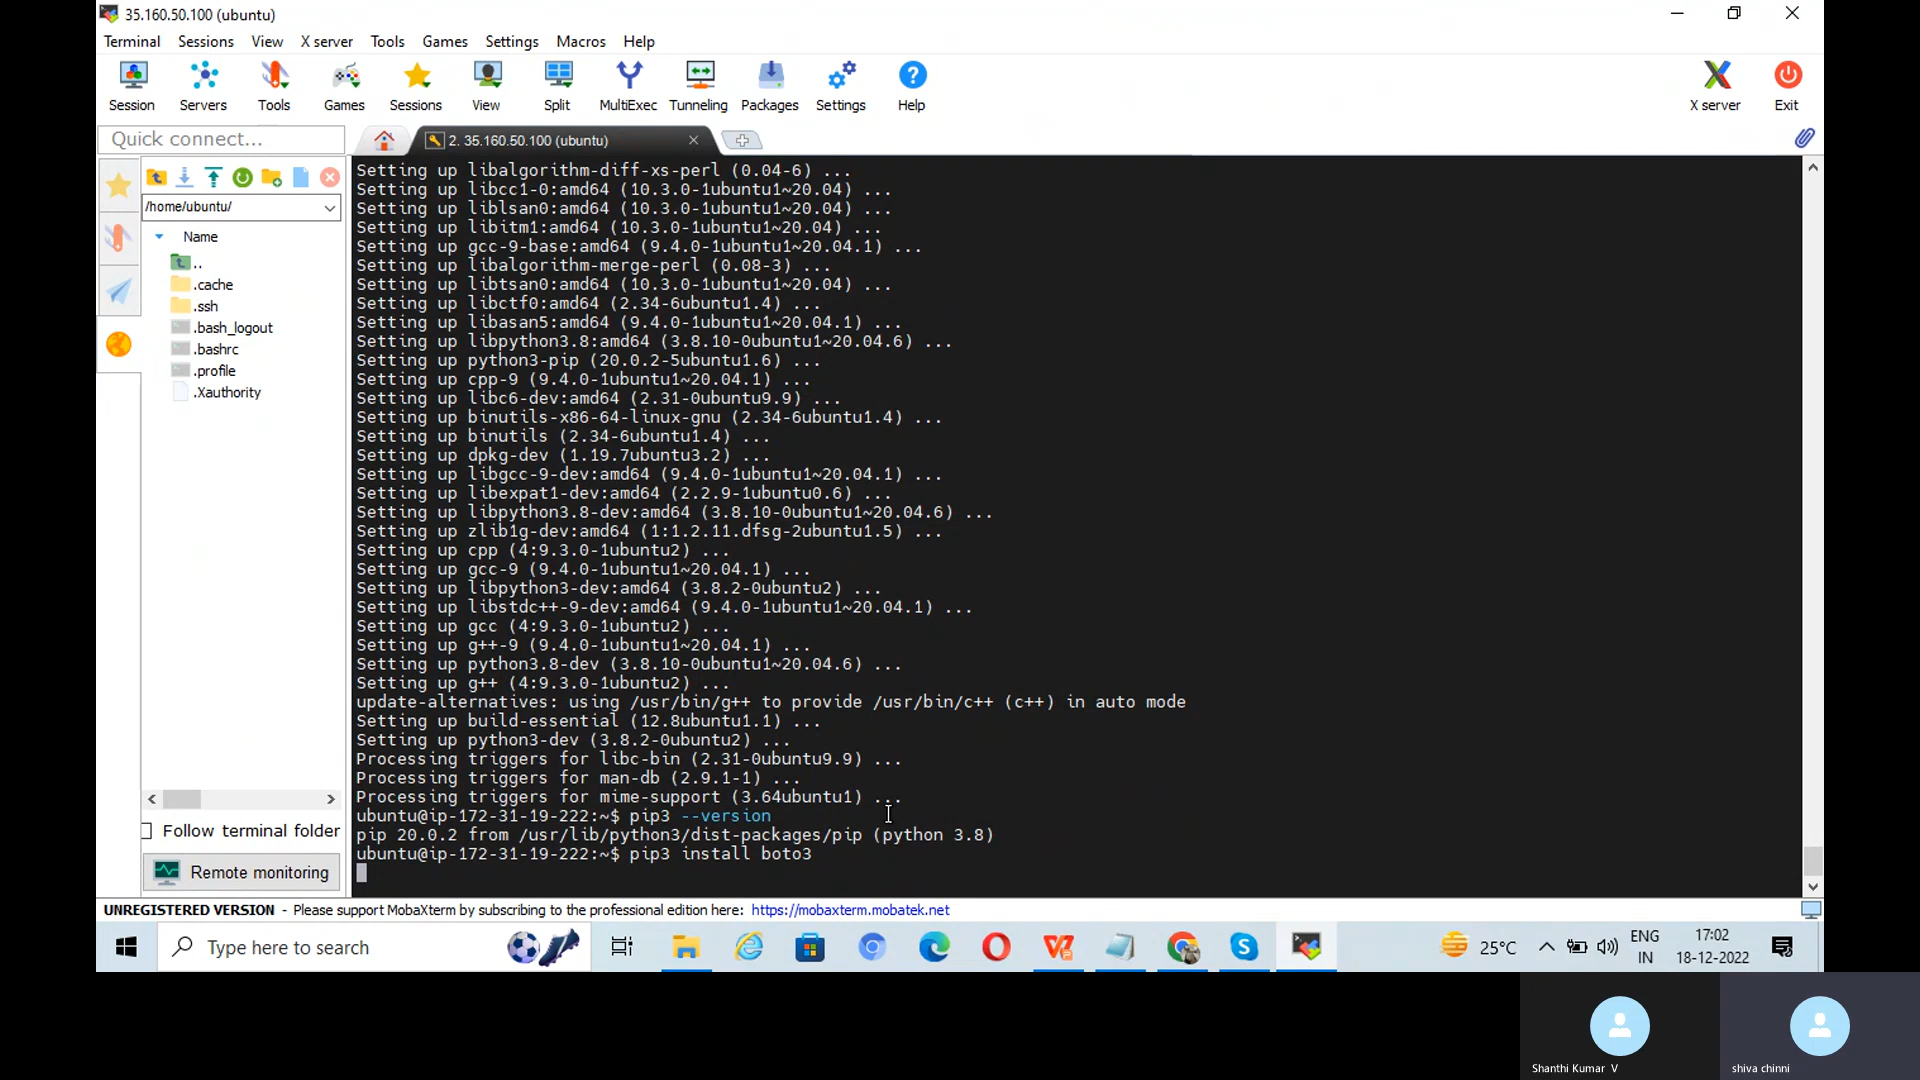 35.160.50.100 (ubuntu)
Terminal Sessions View X server Tools Games Settings Macros Help
Session Servers Tools Games Sessions View Split MultiExec Tunneling Packages Settings Help X server Exit
Quick connect...
2. 35.160.50.100 (ubuntu)
/home/ubuntu/
Name
..
.cache
.ssh
.bash_logout
.bashrc
.profile
.Xauthority
Follow terminal folder
Remote monitoring
Setting up libalgorithm-diff-xs-perl (0.04-6) ...
Setting up libcc1-0:amd64 (10.3.0-1ubuntu1~20.04) ...
Setting up liblsan0:amd64 (10.3.0-1ubuntu1~20.04) ...
Setting up libitm1:amd64 (10.3.0-1ubuntu1~20.04) ...
Setting up gcc-9-base:amd64 (9.4.0-1ubuntu1~20.04.1) ...
Setting up libalgorithm-merge-perl (0.08-3) ...
Setting up libtsan0:amd64 (10.3.0-1ubuntu1~20.04) ...
Setting up libctf0:amd64 (2.34-6ubuntu1.4) ...
Setting up libasan5:amd64 (9.4.0-1ubuntu1~20.04.1) ...
Setting up libpython3.8:amd64 (3.8.10-0ubuntu1~20.04.6) ...
Setting up python3-pip (20.0.2-5ubuntu1.6) ...
Setting up cpp-9 (9.4.0-1ubuntu1~20.04.1) ...
Setting up libc6-dev:amd64 (2.31-0ubuntu9.9) ...
Setting up binutils-x86-64-linux-gnu (2.34-6ubuntu1.4) ...
Setting up binutils (2.34-6ubuntu1.4) ...
Setting up dpkg-dev (1.19.7ubuntu3.2) ...
Setting up libgcc-9-dev:amd64 (9.4.0-1ubuntu1~20.04.1) ...
Setting up libexpat1-dev:amd64 (2.2.9-1ubuntu0.6) ...
Setting up libpython3.8-dev:amd64 (3.8.10-0ubuntu1~20.04.6) ...
Setting up zlib1g-dev:amd64 (1:1.2.11.dfsg-2ubuntu1.5) ...
Setting up cpp (4:9.3.0-1ubuntu2) ...
Setting up gcc-9 (9.4.0-1ubuntu1~20.04.1) ...
Setting up libpython3-dev:amd64 (3.8.2-0ubuntu2) ...
Setting up libstdc++-9-dev:amd64 (9.4.0-1ubuntu1~20.04.1) ...
Setting up gcc (4:9.3.0-1ubuntu2) ...
Setting up g++-9 (9.4.0-1ubuntu1~20.04.1) ...
Setting up python3.8-dev (3.8.10-0ubuntu1~20.04.6) ...
Setting up g++ (4:9.3.0-1ubuntu2) ...
update-alternatives: using /usr/bin/g++ to provide /usr/bin/c++ (c++) in auto mode
Setting up build-essential (12.8ubuntu1.1) ...
Setting up python3-dev (3.8.2-0ubuntu2) ...
Processing triggers for libc-bin (2.31-0ubuntu9.9) ...
Processing triggers for man-db (2.9.1-1) ...
Processing triggers for mime-support (3.64ubuntu1) ...
ubuntu@ip-172-31-19-222:~$ pip3 --version
pip 20.0.2 from /usr/lib/python3/dist-packages/pip (python 3.8)
ubuntu@ip-172-31-19-222:~$ pip3 install boto3
UNREGISTERED VERSION - Please support MobaXterm by subscribing to the professional edition here: https://mobaxterm.mobatek.net
Type here to search
25°C
ENG
IN
17:02
18-12-2022
Shanthi Kumar V
shiva chinni